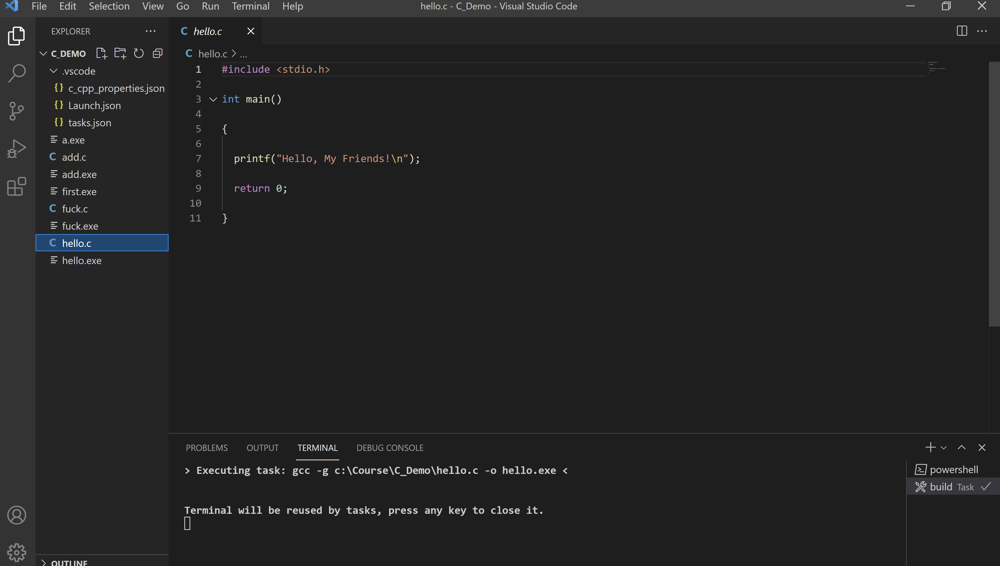 File Edit Selection View Go Run Terminal Help hello.c - C_Demo - Visual Studio Code
EXPLORER
C_DEMO
.vscode
{} c_cpp_properties.json
{} Launch.json
{} tasks.json
a.exe
C add.c
add.exe
first.exe
C fuck.c
fuck.exe
C hello.c
hello.exe
OUTLINE
C hello.c
C hello.c > ...
1 #include <stdio.h>
2
3 int main()
4
5 {
6
7 printf("Hello, My Friends!\n");
8
9 return 0;
10
11 }
PROBLEMS OUTPUT TERMINAL DEBUG CONSOLE
> Executing task: gcc -g c:\Course\C_Demo\hello.c -o hello.exe <
Terminal will be reused by tasks, press any key to close it.
powershell
build Task